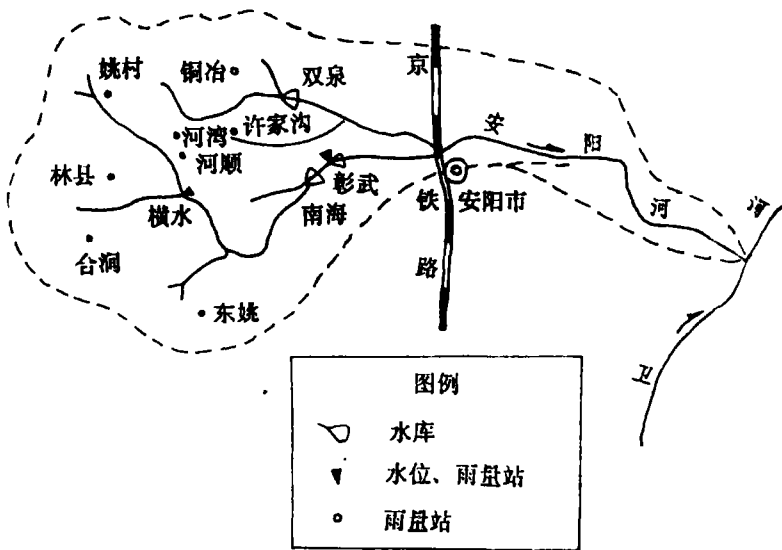 姚村
铜冶
双泉
京
许家沟
河湾
河顺
安
阳
林县
彰武
横水
南海
铁
安阳市
河
河
合涧
路
东姚
卫
图例
水库
水位、雨量站
雨量站